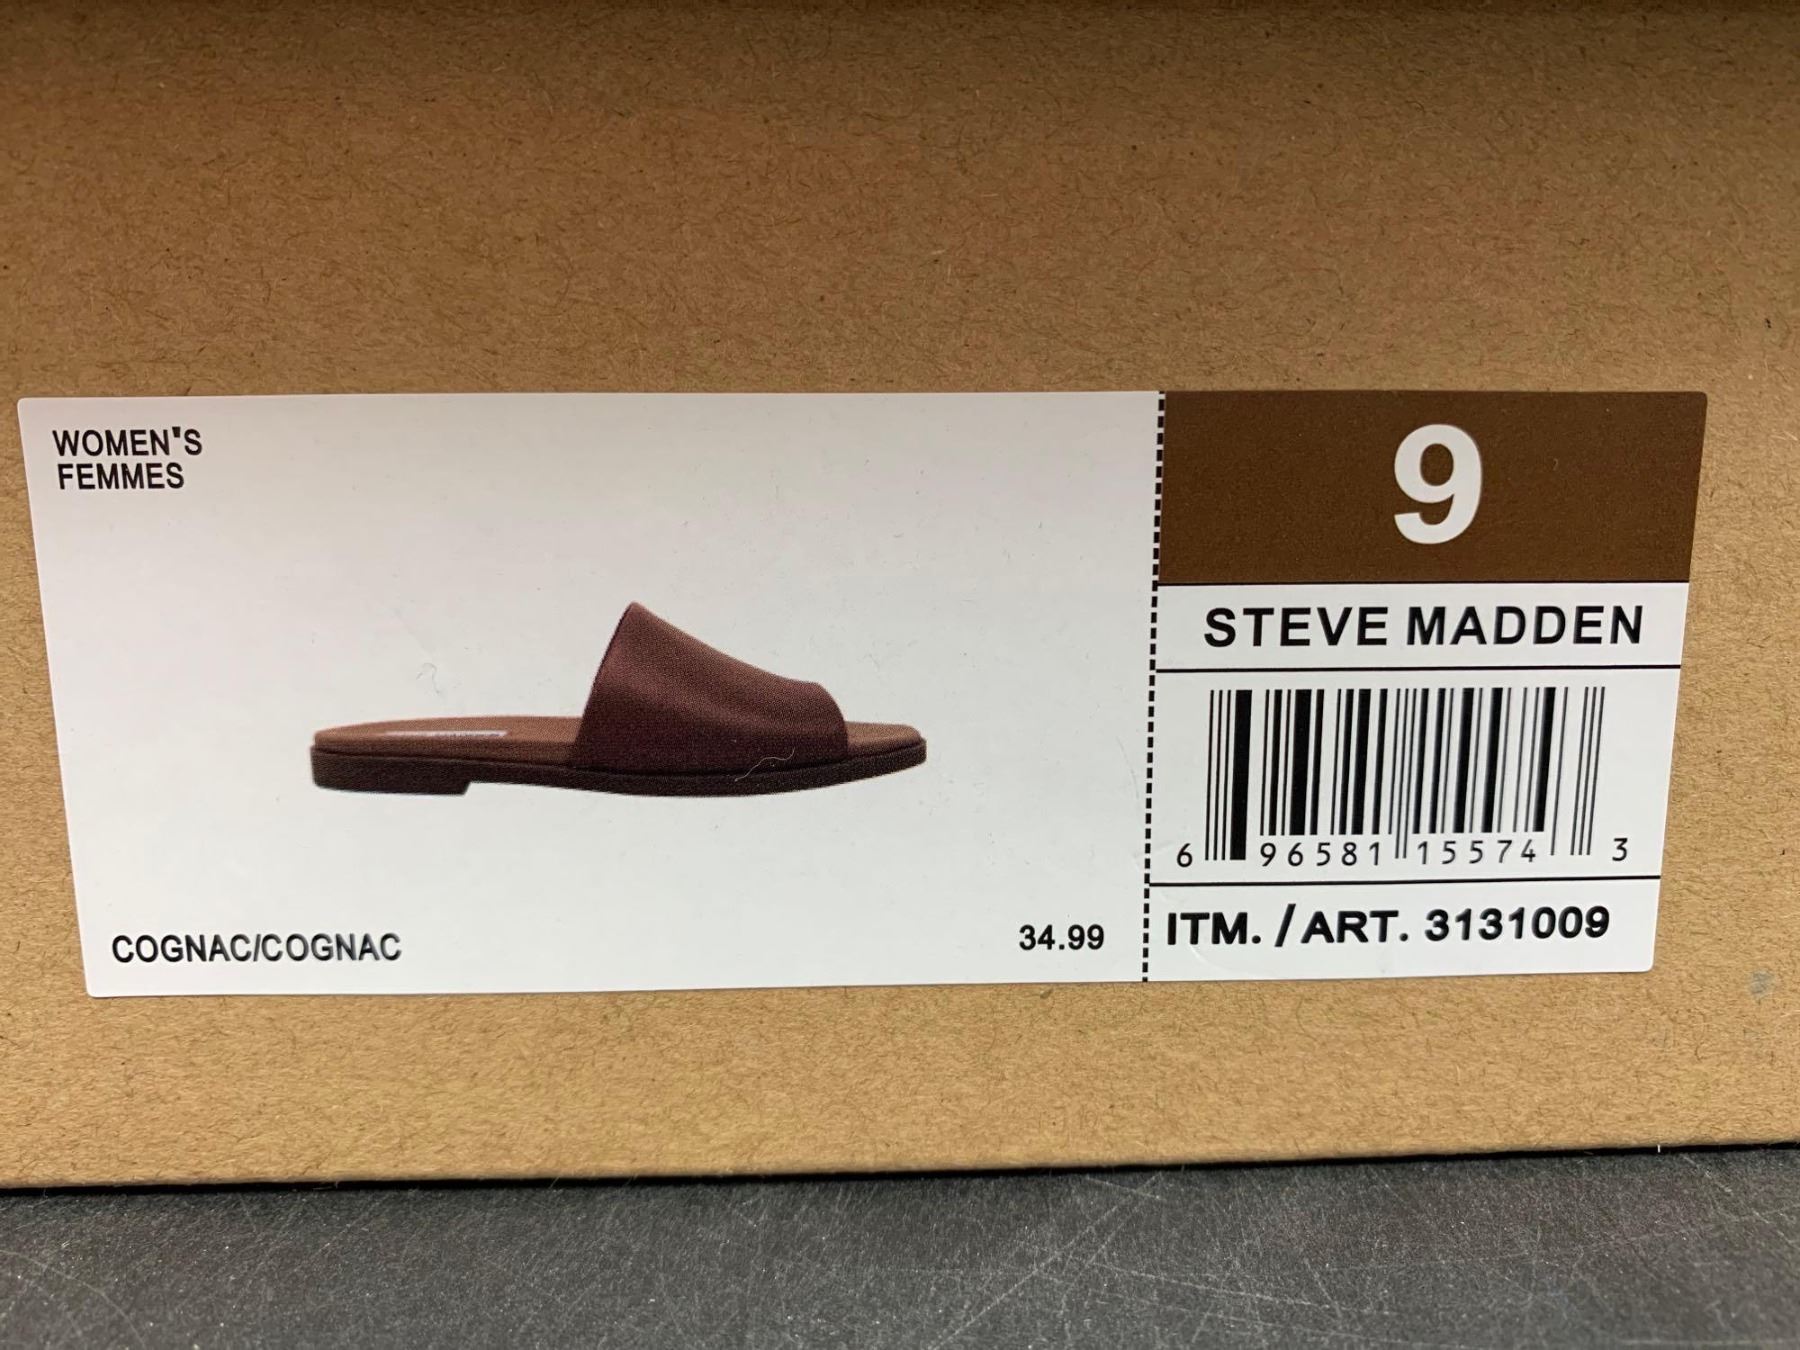 WOMEN'S
FEMMES
COGNAC/COGNAC
34.99
9
STEVE MADDEN
6 96581 15574 3
ITM. /ART. 3131009